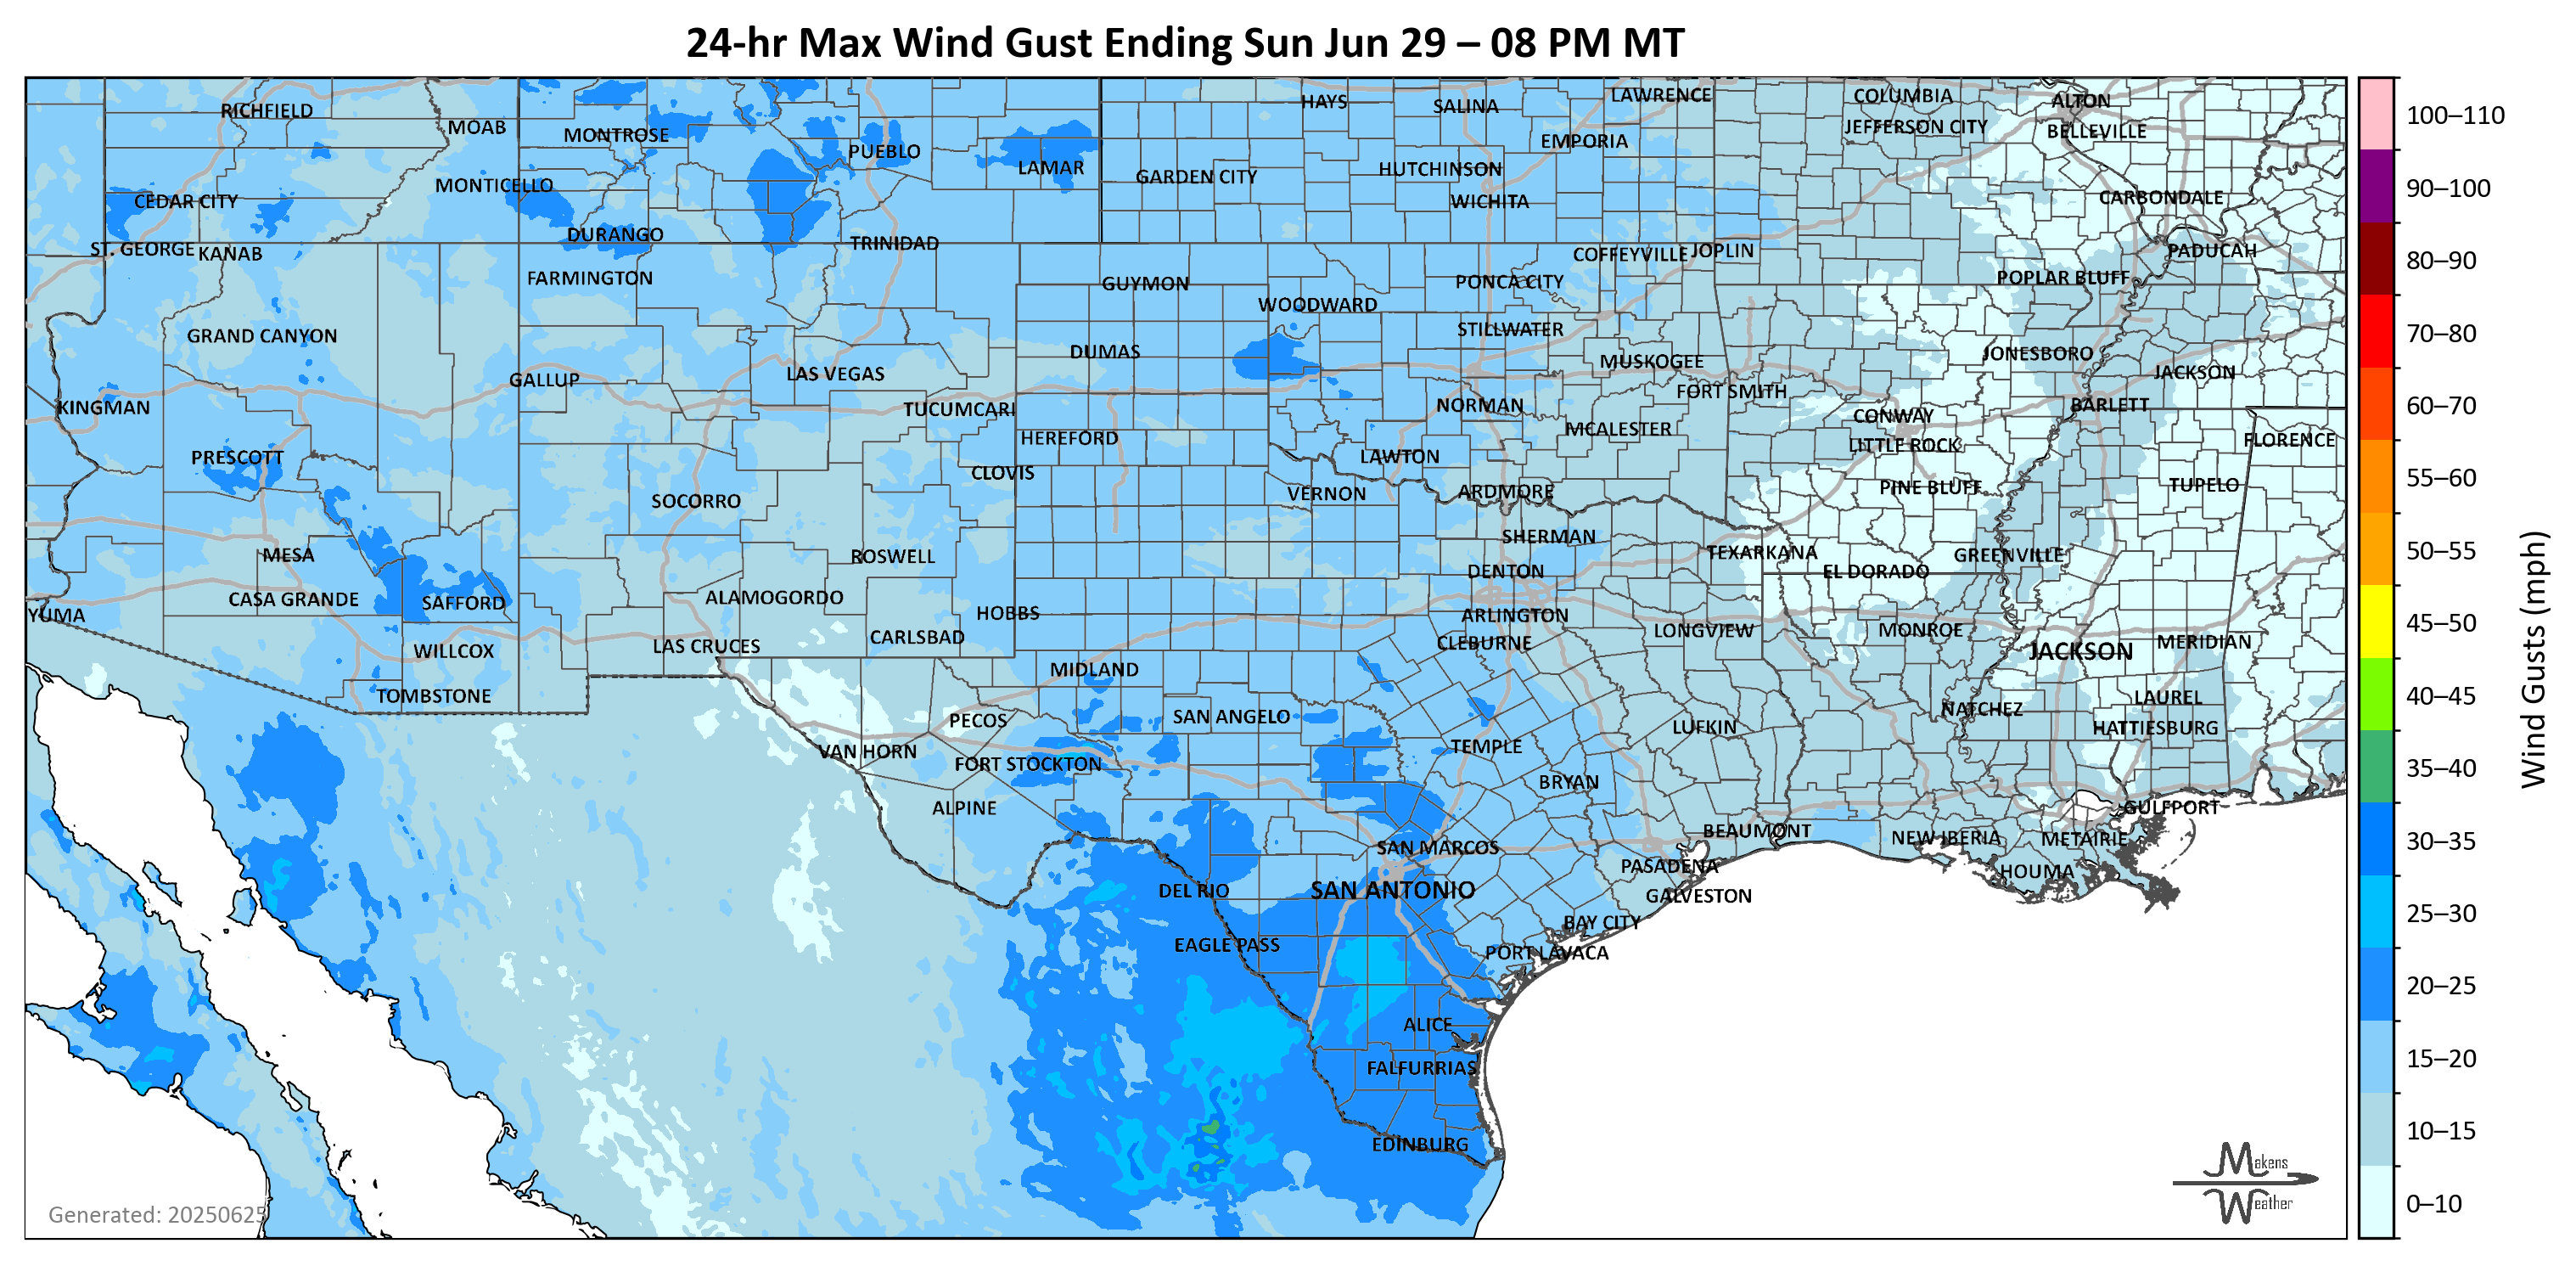 24-hr Max Wind Gust Ending Sun Jun 29 – 08 PM MT
RICHFIELD
MOAB
MONTROSE
PUEBLO
LAMAR
HAYS
SALINA
LAWRENCE
COLUMBIA
ALTON
JEFFERSON CITY
BELLEVILLE
EMPORIA
MONTICELLO
GARDEN CITY
HUTCHINSON
CEDAR CITY
WICHITA
CARBONDALE
DURANGO
TRINIDAD
ST. GEORGE
KANAB
COFFEYVILLE
JOPLIN
PADUCAH
FARMINGTON
GUYMON
PONCA CITY
POPLAR BLUFF
WOODWARD
GRAND CANYON
STILLWATER
DUMAS
MUSKOGEE
JONESBORO
GALLUP
LAS VEGAS
FORT SMITH
JACKSON
KINGMAN
TUCUMCARI
NORMAN
CONWAY
BARLETT
HEREFORD
MCALESTER
LITTLE ROCK
FLORENCE
PRESCOTT
CLOVIS
LAWTON
SOCORRO
VERNON
ARDMORE
PINE BLUFF
TUPELO
MESA
ROSWELL
SHERMAN
TEXARKANA
GREENVILLE
DENTON
EL DORADO
CASA GRANDE
SAFFORD
ALAMOGORDO
YUMA
HOBBS
ARLINGTON
WILLCOX
LAS CRUCES
CARLSBAD
CLEBURNE
LONGVIEW
MONROE
JACKSON
MERIDIAN
TOMBSTONE
MIDLAND
LAUREL
PECOS
SAN ANGELO
NATCHEZ
VAN HORN
TEMPLE
LUFKIN
HATTIESBURG
FORT STOCKTON
BRYAN
ALPINE
GULFPORT
SAN MARCOS
BEAUMONT
NEW IBERIA
METAIRIE
DEL RIO
SAN ANTONIO
PASADENA
GALVESTON
HOUMA
EAGLE PASS
BAY CITY
PORT LAVACA
ALICE
FALFURRIAS
EDINBURG
Generated: 20250625
Makens
Weather
100–110
90–100
80–90
70–80
60–70
55–60
50–55
45–50
40–45
35–40
30–35
25–30
20–25
15–20
10–15
0–10
Wind Gusts (mph)